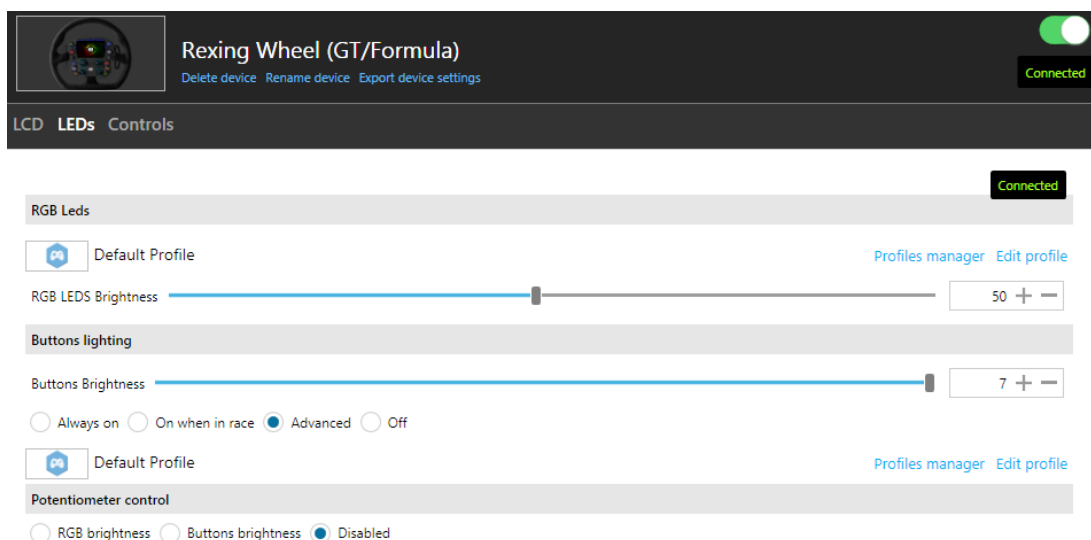 Rexing Wheel (GT/Formula)
Delete device Rename device Export device settings
Connected
LCD LEDs Controls
Connected
RGB Leds
Default Profile
Profiles manager Edit profile
RGB LEDS Brightness
50
Buttons lighting
Buttons Brightness
7
Always on On when in race Advanced Off
Default Profile
Profiles manager Edit profile
Potentiometer control
RGB brightness Buttons brightness Disabled